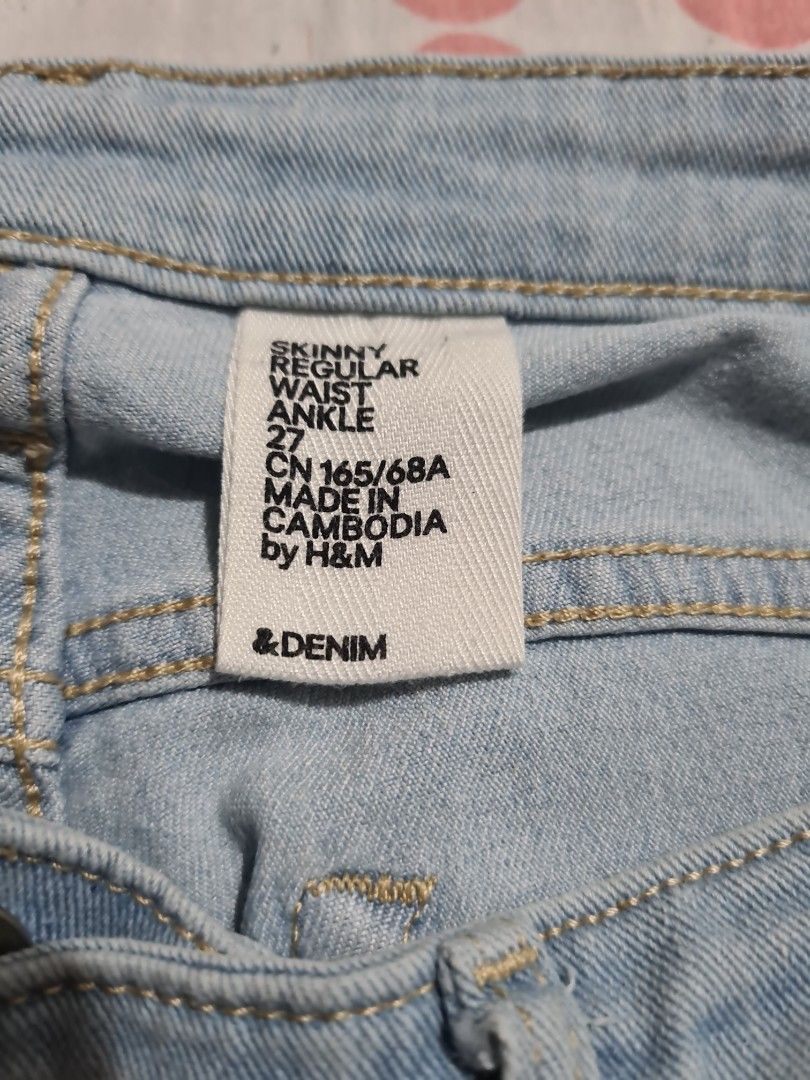 SKINNY
REGULAR
WAIST
ANKLE
27
CN 165/68A
MADE IN
CAMBODIA
by H&M
&DENIM